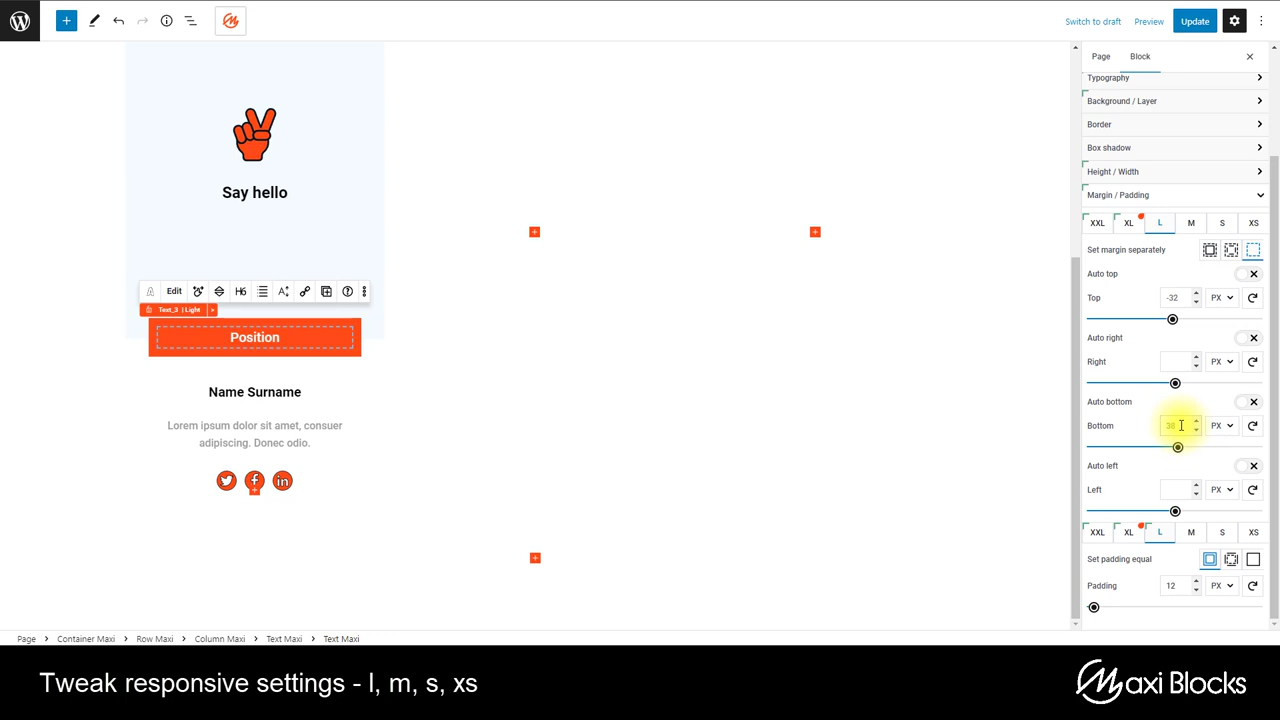 Switch to draft Preview Update
Page Block
Typography
Background / Layer
Border
Box shadow
Height / Width
Margin / Padding
XXL XL L M S XS
Set margin separately
Auto top
Top -32 PX
Auto right
Right PX
Auto bottom
Bottom 38 PX
Auto left
Left PX
XXL XL L M S XS
Set padding equal
Padding 12 PX
Say hello
Edit H6
Text_3 | Light >
Position
Name Surname
Lorem ipsum dolor sit amet, consuer
adipiscing. Donec odio.
Page Container Maxi Row Maxi Column Maxi Text Maxi Text Maxi
Tweak responsive settings - l, m, s, xs
Maxi Blocks